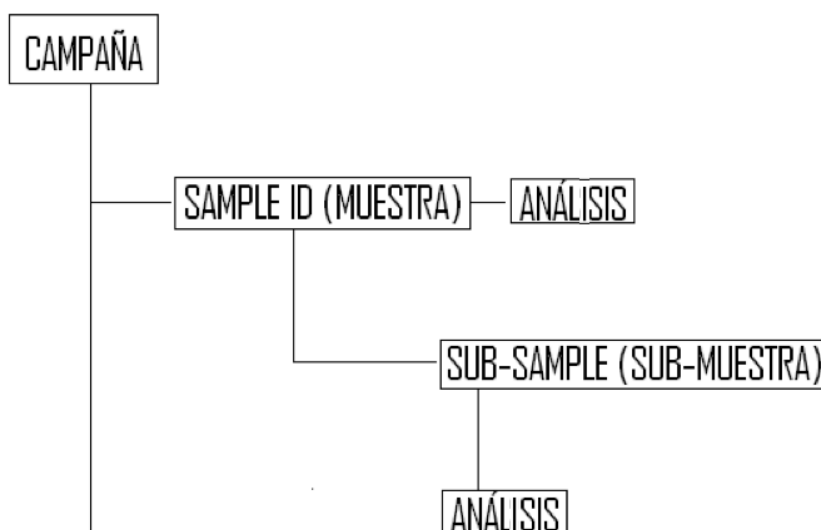 CAMPAÑA
SAMPLE ID (MUESTRA)
ANÁLISIS
SUB-SAMPLE (SUB-MUESTRA)
ANÁLISIS